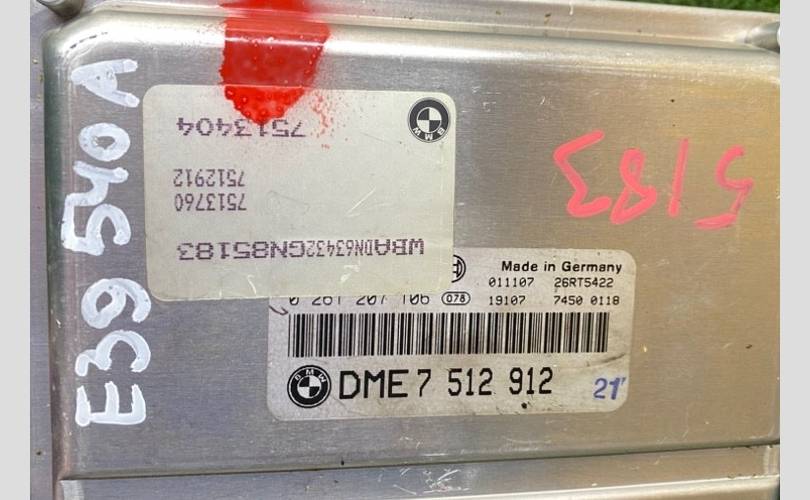 E39 540A
7513404
7512912
7513760
WBADN63432GN85183
5183
Made in Germany
011107 26RT5422
0 261 207 106 078 19107 7450 0118
BMW DME 7 512 912 21